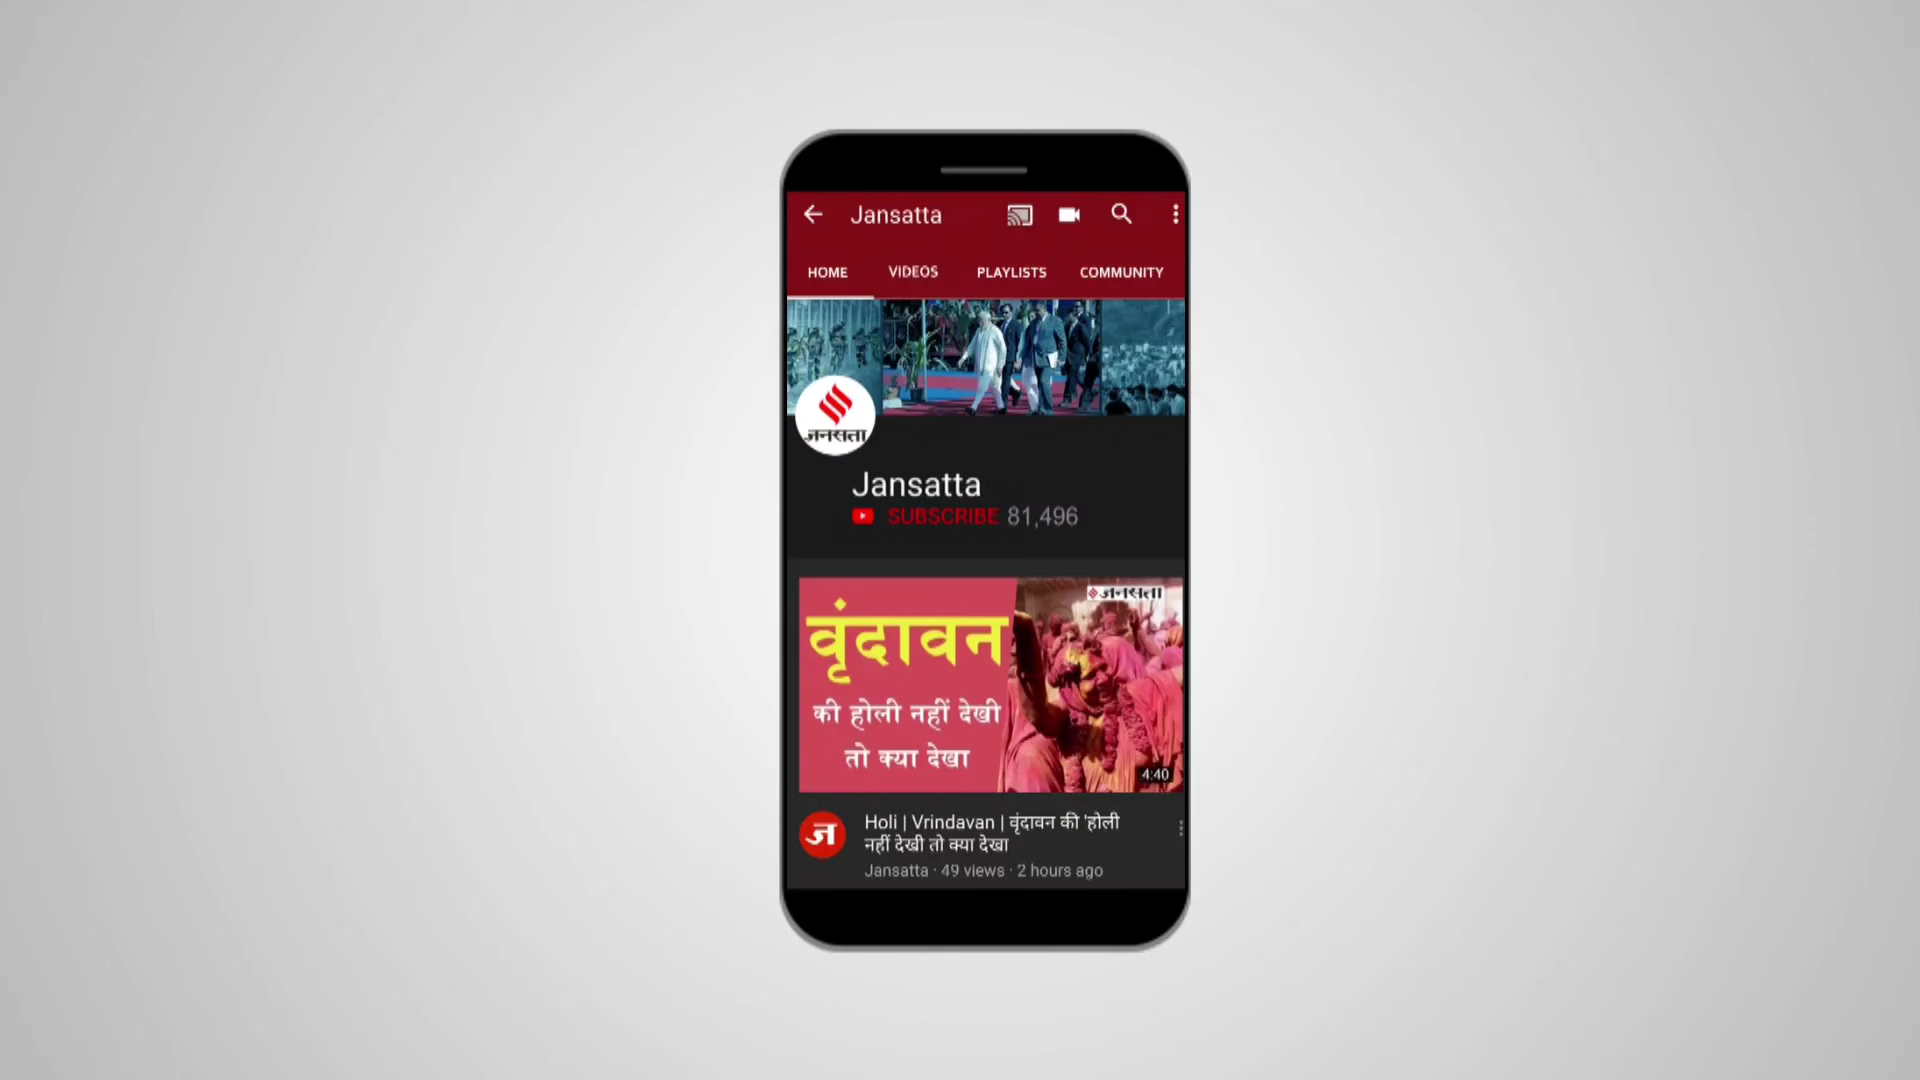 Jansatta
HOME VIDEOS PLAYLISTS COMMUNITY
जनसत्ता
Jansatta
SUBSCRIBE 81,496
जनसत्ता
वृंदावन
की होली नहीं देखी
तो क्या देखा
4:40
ज
Holi | Vrindavan | वृंदावन की 'होली
नहीं देखी तो क्या देखा
Jansatta · 49 views · 2 hours ago